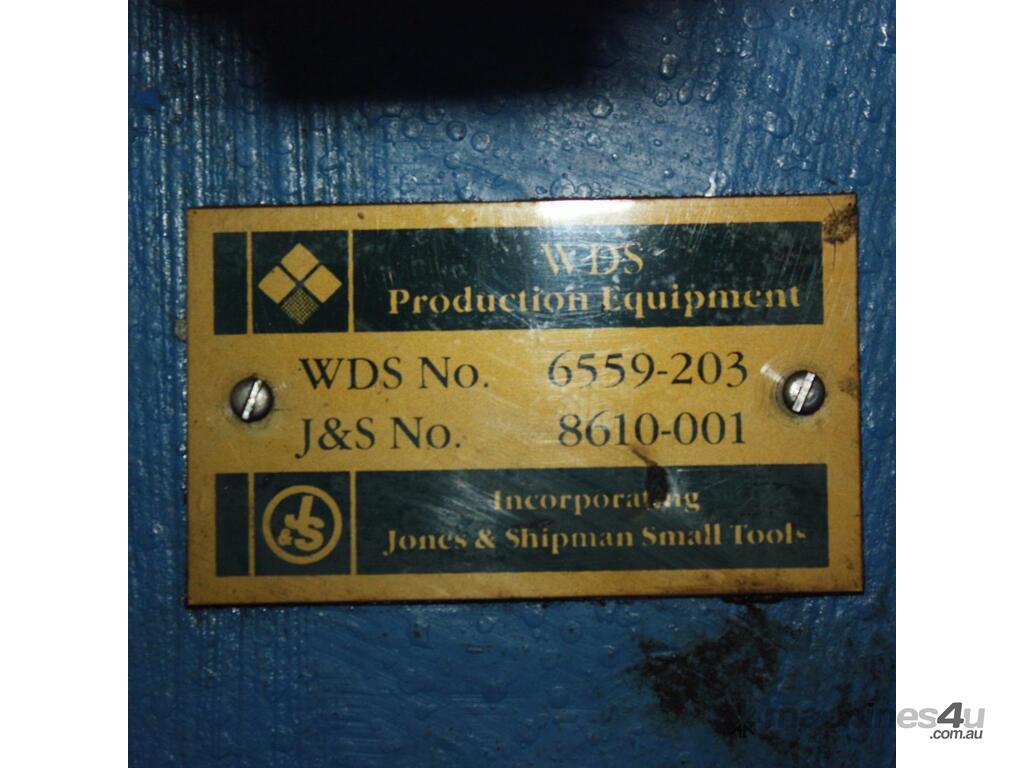 WDS
Production Equipment
WDS No. 6559-203
J&S No. 8610-001
J&S
Incorporating
Jones & Shipman Small Tools
machines4u
.com.au